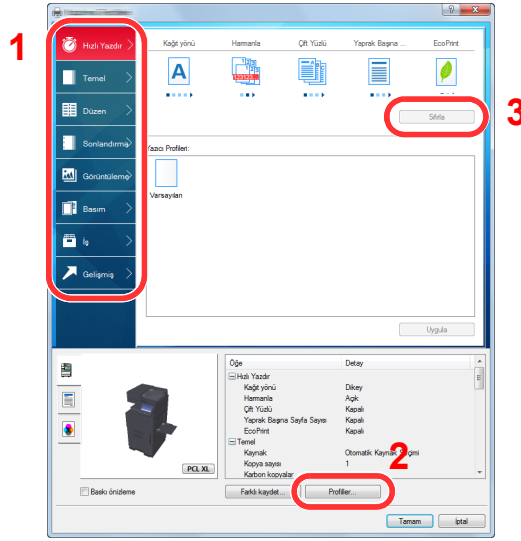 1
Hızlı Yazdır
Temel
Düzen
Sonlandırma
Görüntüleme
Basım
İş
Gelişmiş
Kağıt yönü Harmanla Çift Yüzlü Yaprak Başına ... EcoPrint
A
123123...
Sıfırla
3
Yazıcı Profilleri:
Varsayılan
Uygula
Öğe Detay
Hızlı Yazdır
Kağıt yönü Dikey
Harmanla Açık
Çift Yüzlü Kapalı
Yaprak Başına Sayfa Sayısı Kapalı
EcoPrint Kapalı
Temel
Kaynak Otomatik Kaynak Seçimi
Kopya sayısı 1
Karbon kopyalar
2
PCL XL
Baskı önizleme
Farklı kaydet... Profiller...
Tamam İptal